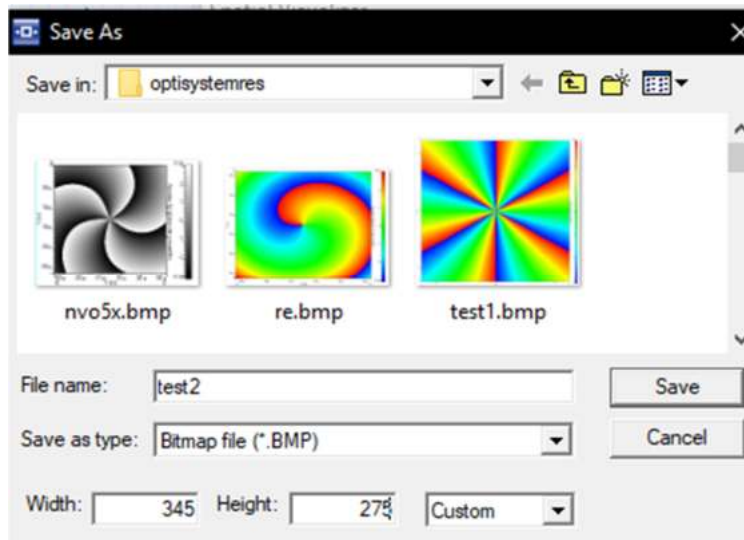 Save As
Save in: optisystemres
nvo5x.bmp re.bmp test1.bmp
File name: test2 Save
Save as type: Bitmap file (*.BMP) Cancel
Width: 345 Height: 275 Custom